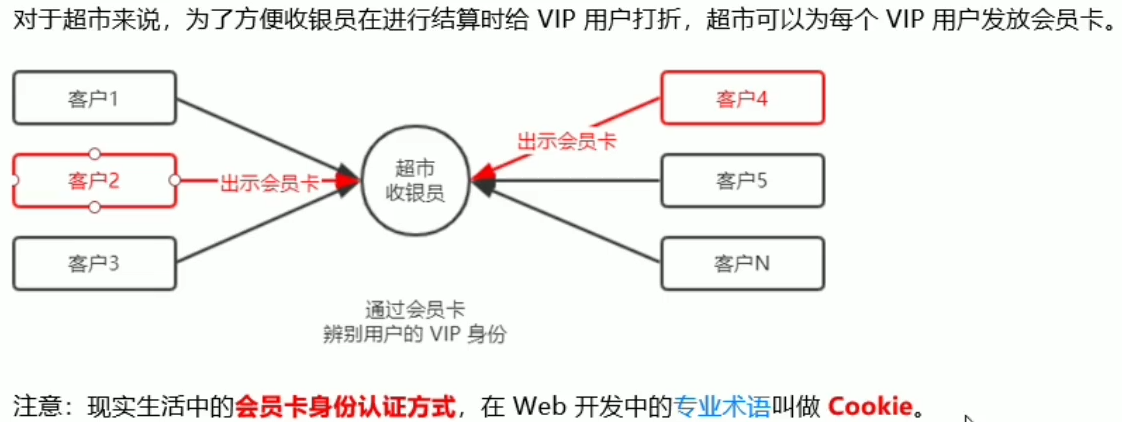 对于超市来说，为了方便收银员在进行结算时给 VIP 用户打折，超市可以为每个 VIP 用户发放会员卡。
客户1
客户4
出示会员卡
超市
收银员
客户2
出示会员卡
客户5
客户3
客户N
通过会员卡
辨别用户的 VIP 身份
注意：现实生活中的会员卡身份认证方式，在 Web 开发中的专业术语叫做 Cookie。